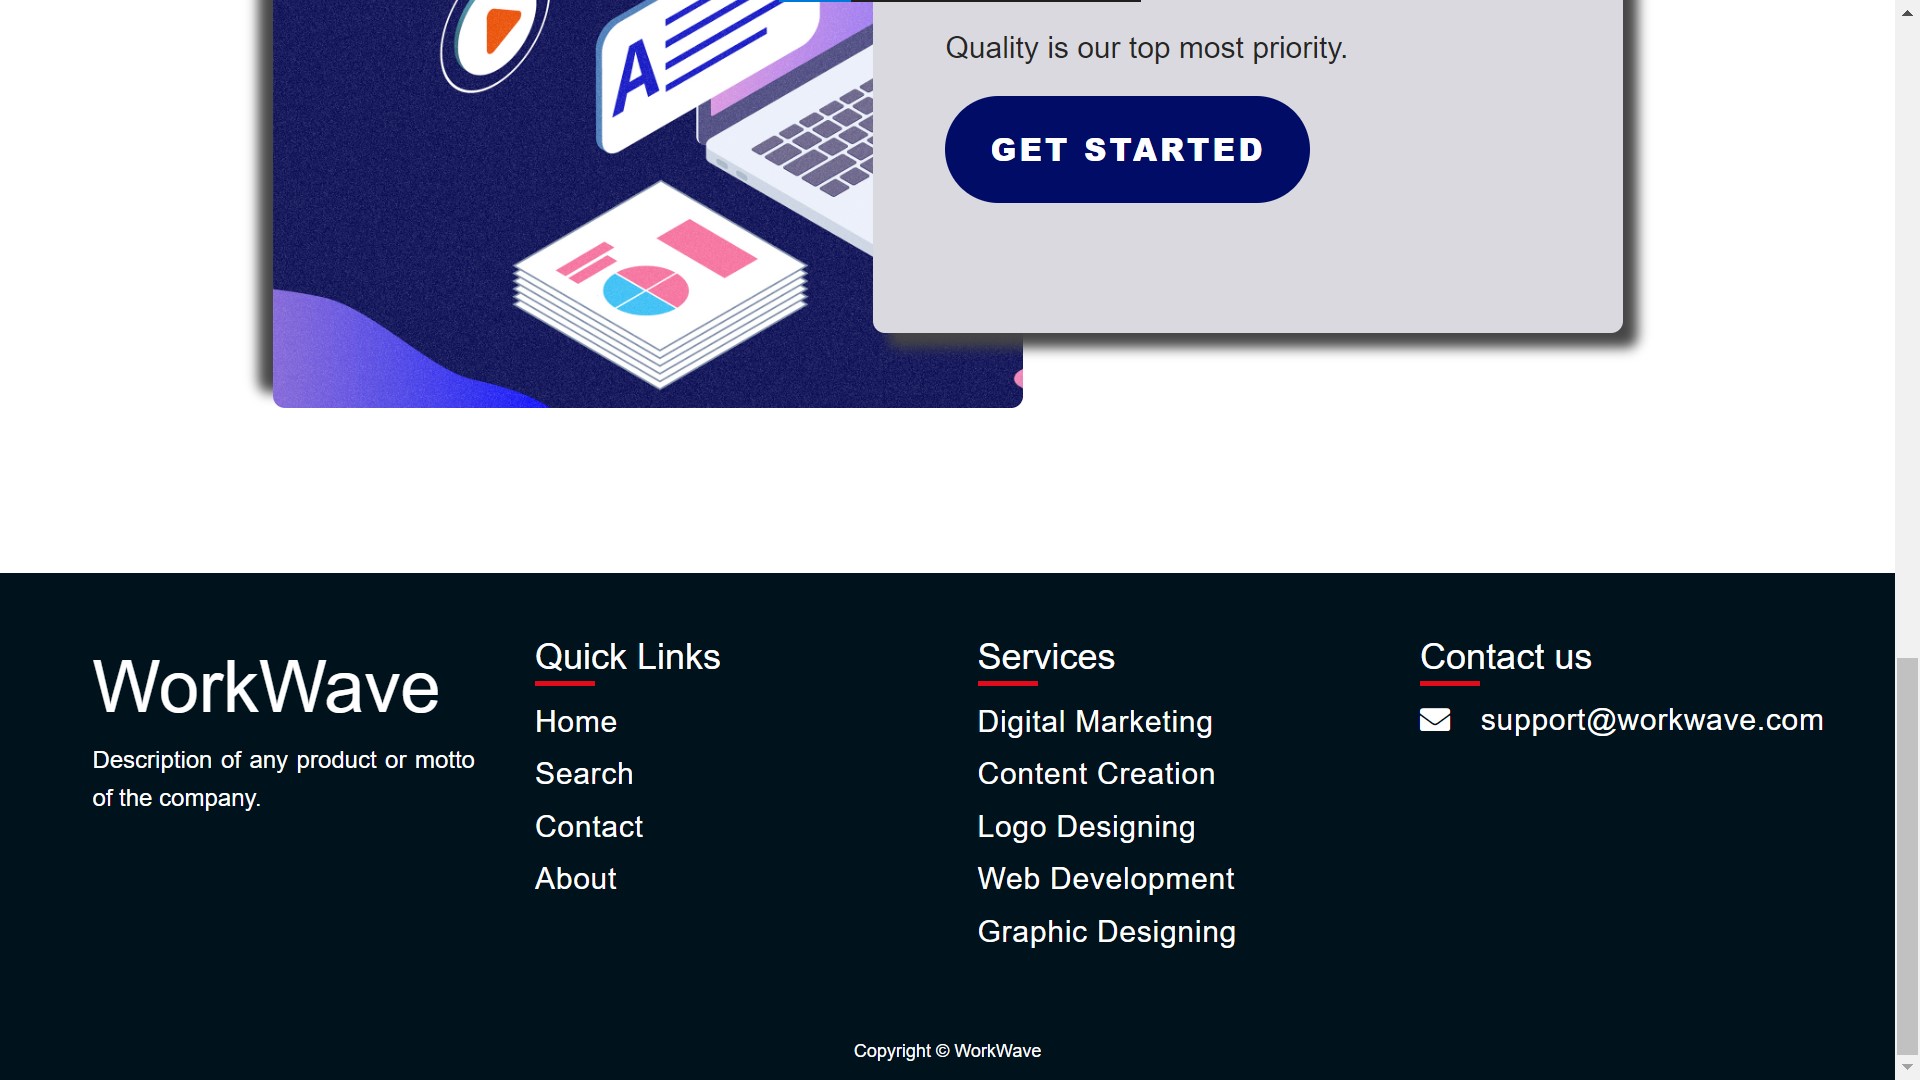 A
Quality is our top most priority.
GET STARTED
WorkWave
Description of any product or motto
of the company.
Quick Links
Home
Search
Contact
About
Services
Digital Marketing
Content Creation
Logo Designing
Web Development
Graphic Designing
Contact us
support@workwave.com
Copyright © WorkWave